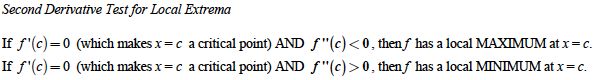 Second Derivative Test for Local Extrema
If f'(c)=0 (which makes x=c a critical point) AND f"(c)<0, then f has a local MAXIMUM at x=c.
If f'(c)=0 (which makes x=c a critical point) AND f"(c)>0, then f has a local MINIMUM at x=c.